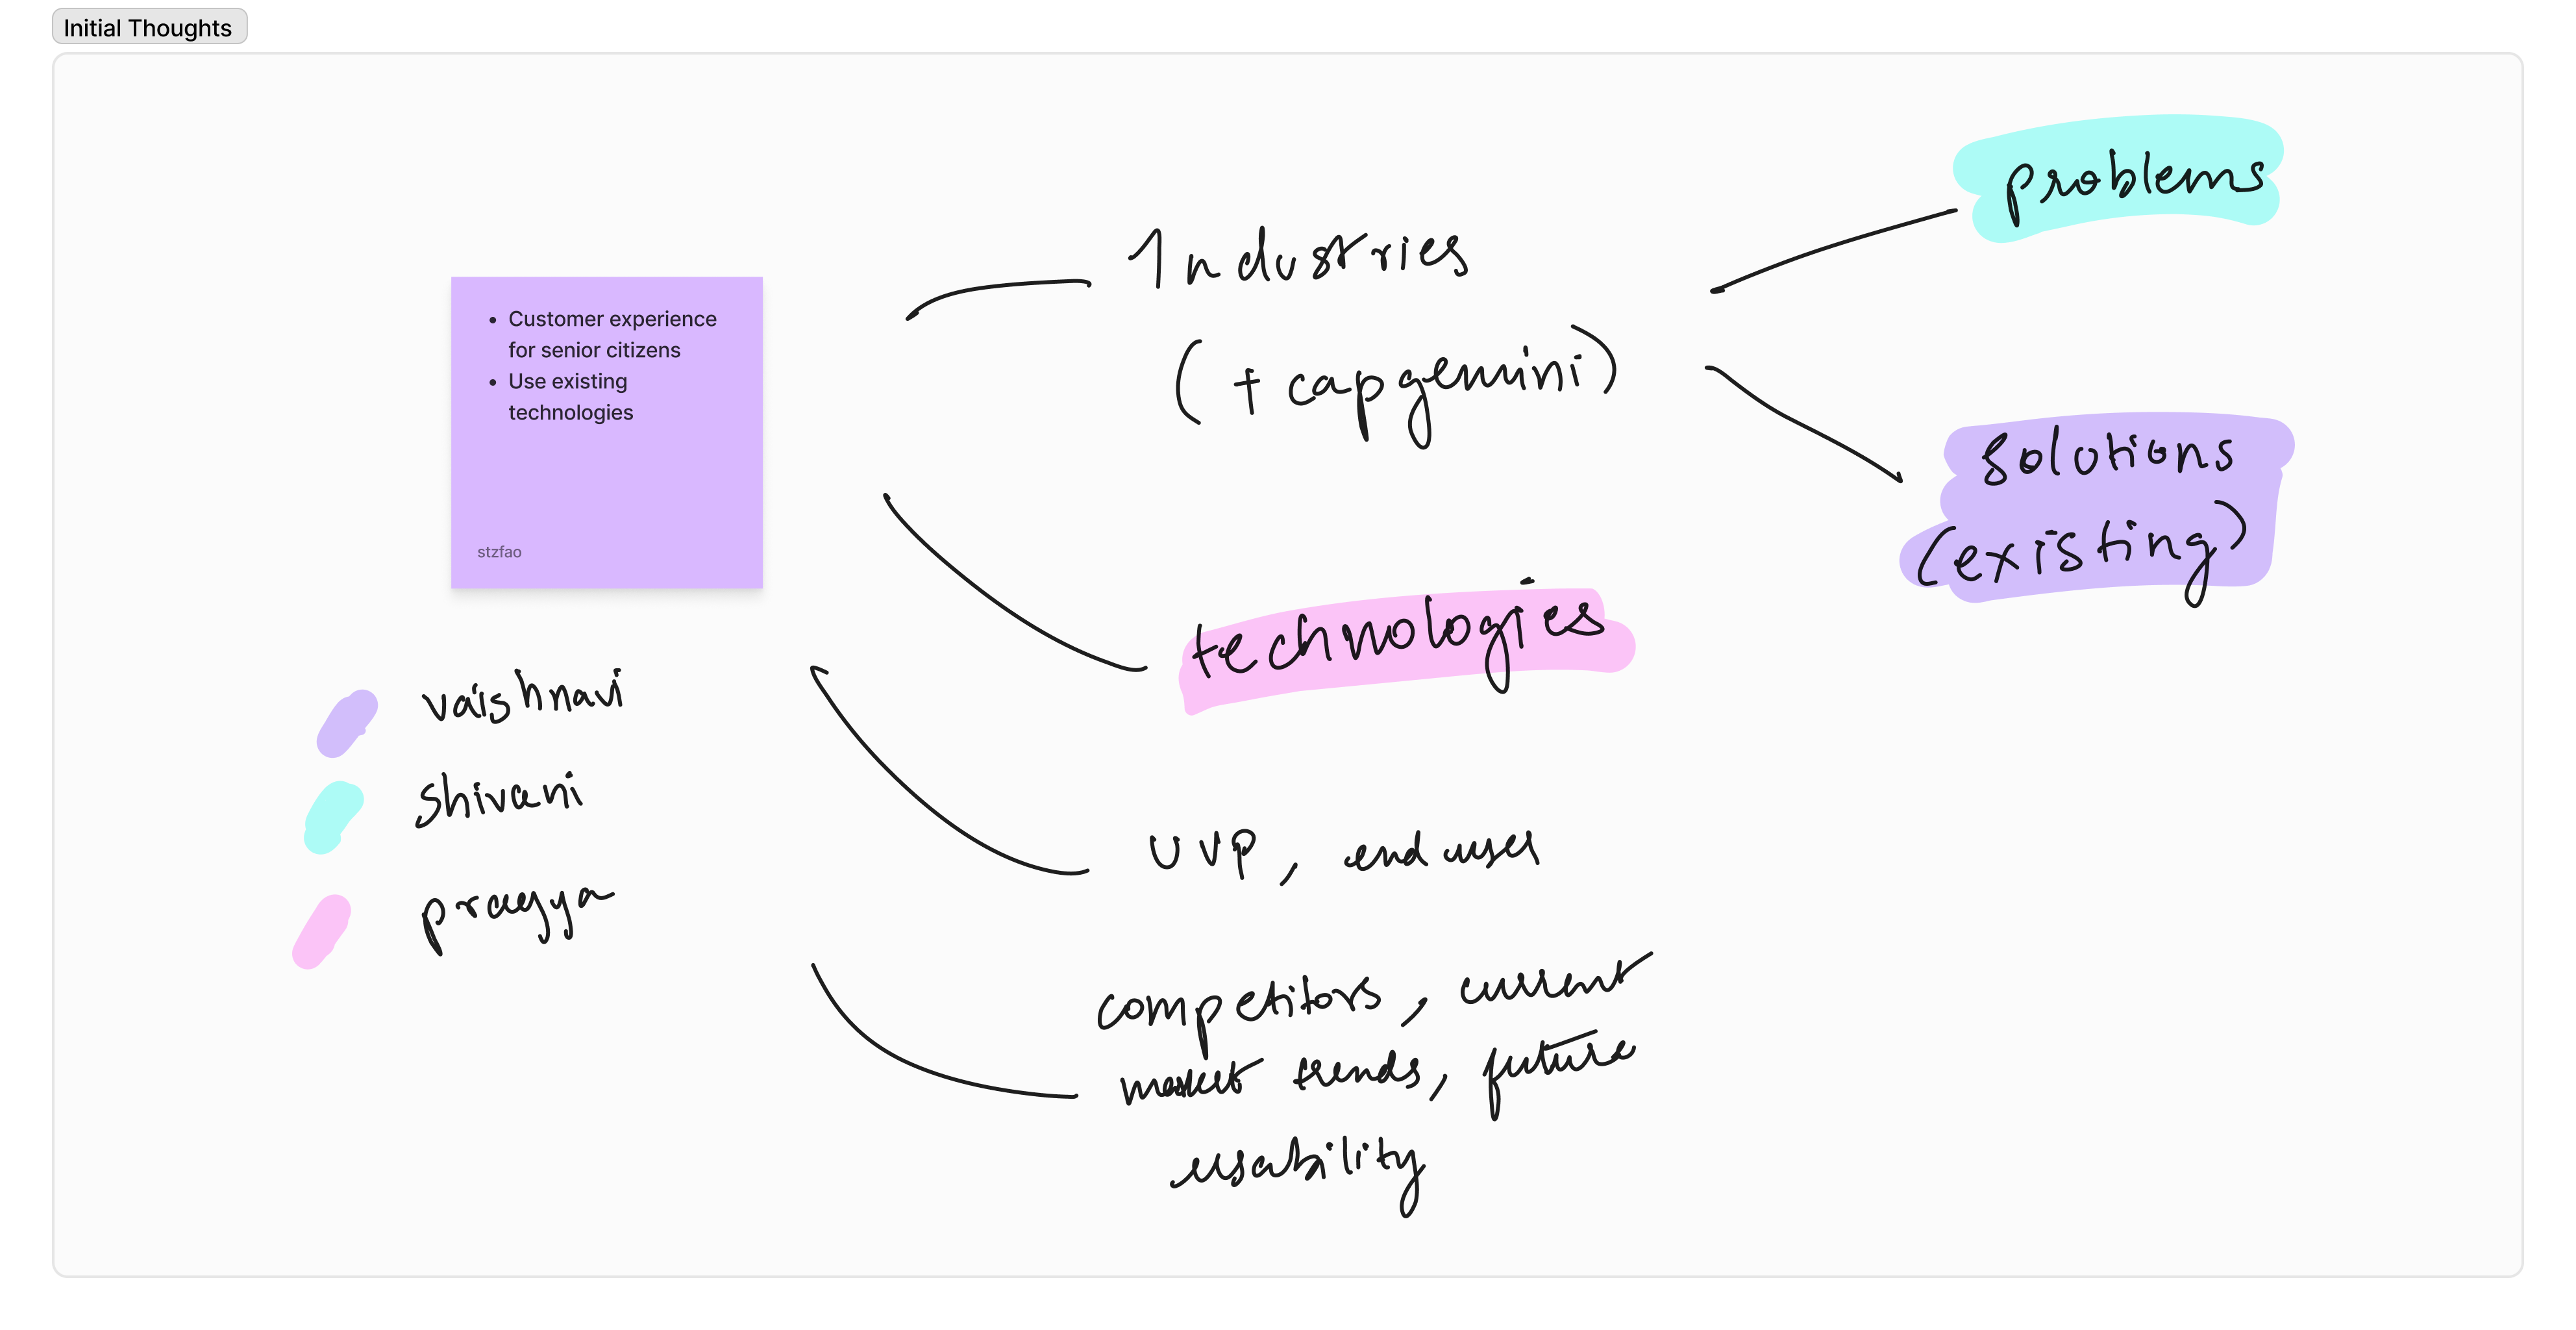 Initial Thoughts
• Customer experience
for senior citizens
• Use existing
technologies
stzfao
vaishnavi
shivani
pragya
Industries
(+ capgemini)
problems
solutions
(existing)
technologies
UVP, end user
competitors, current
market trends, future
usability